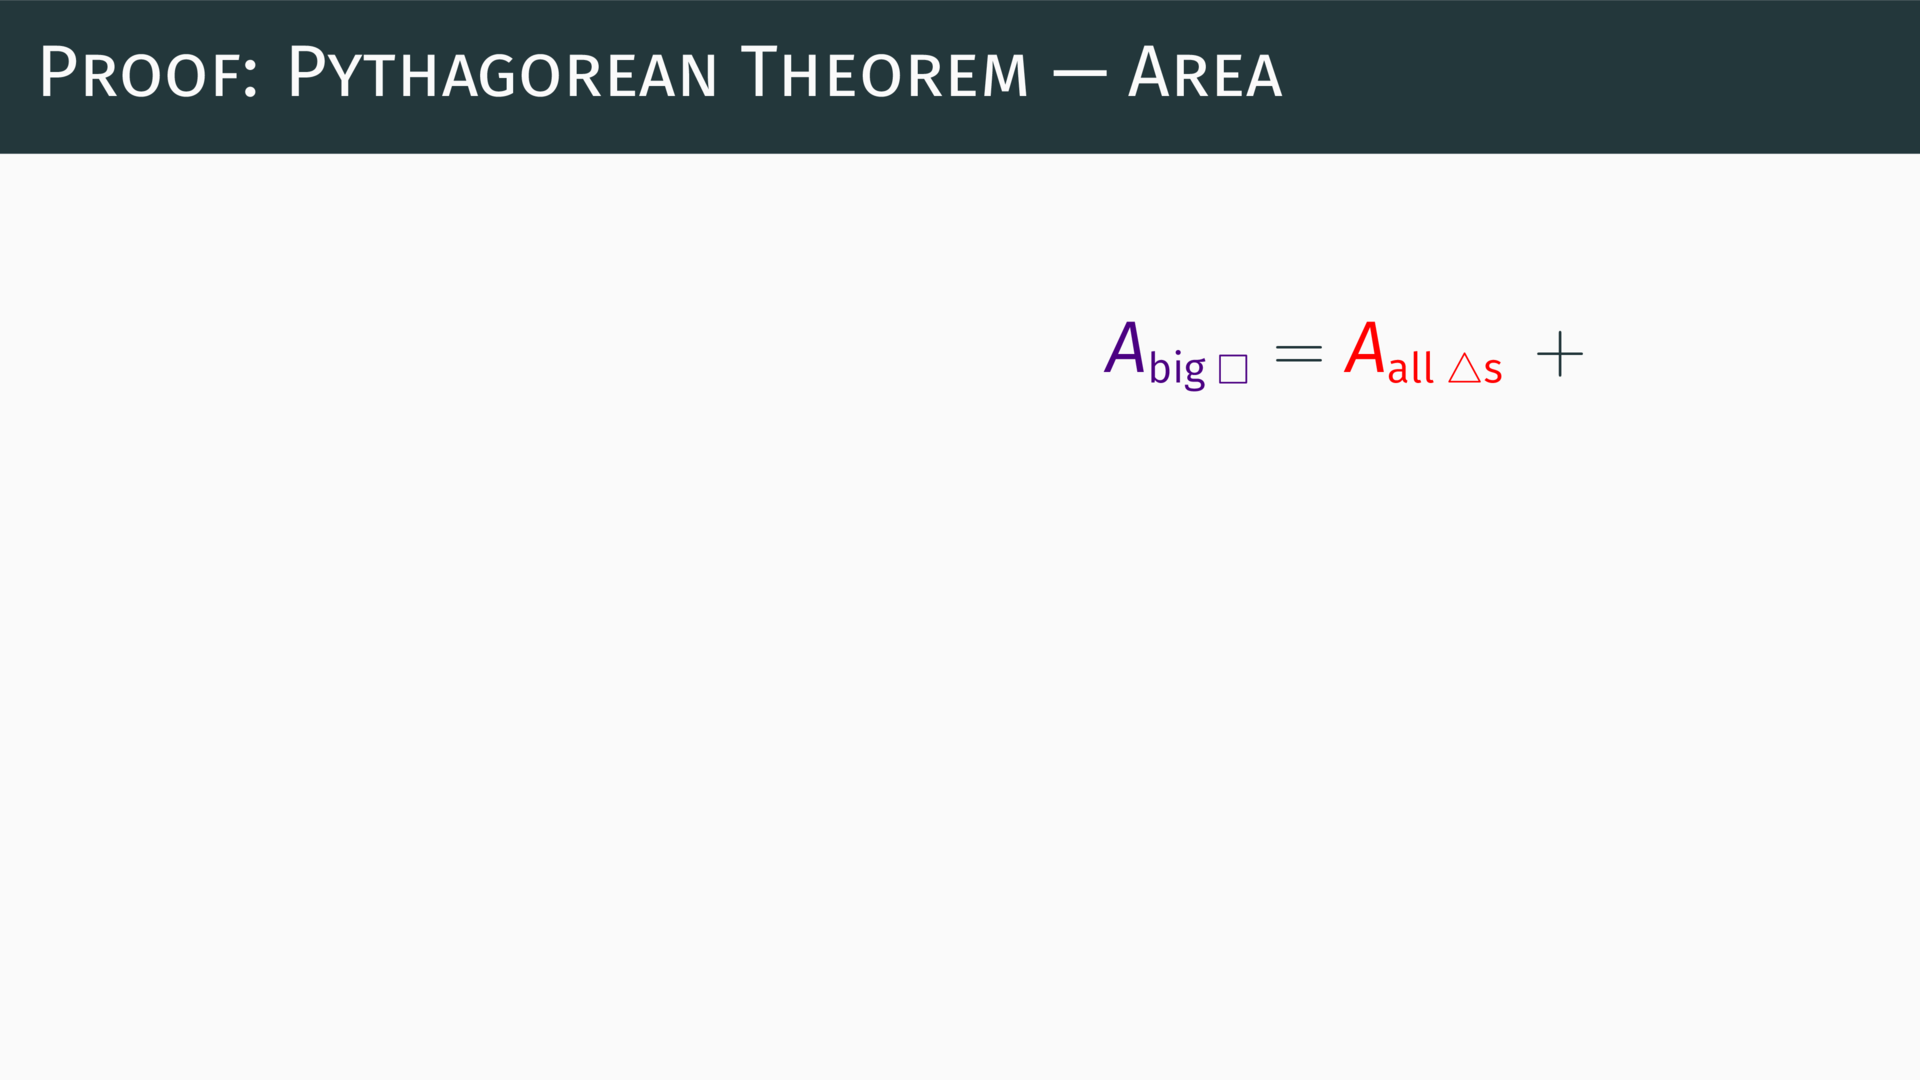 Proof: Pythagorean Theorem — Area
A_big □ = A_all △s +